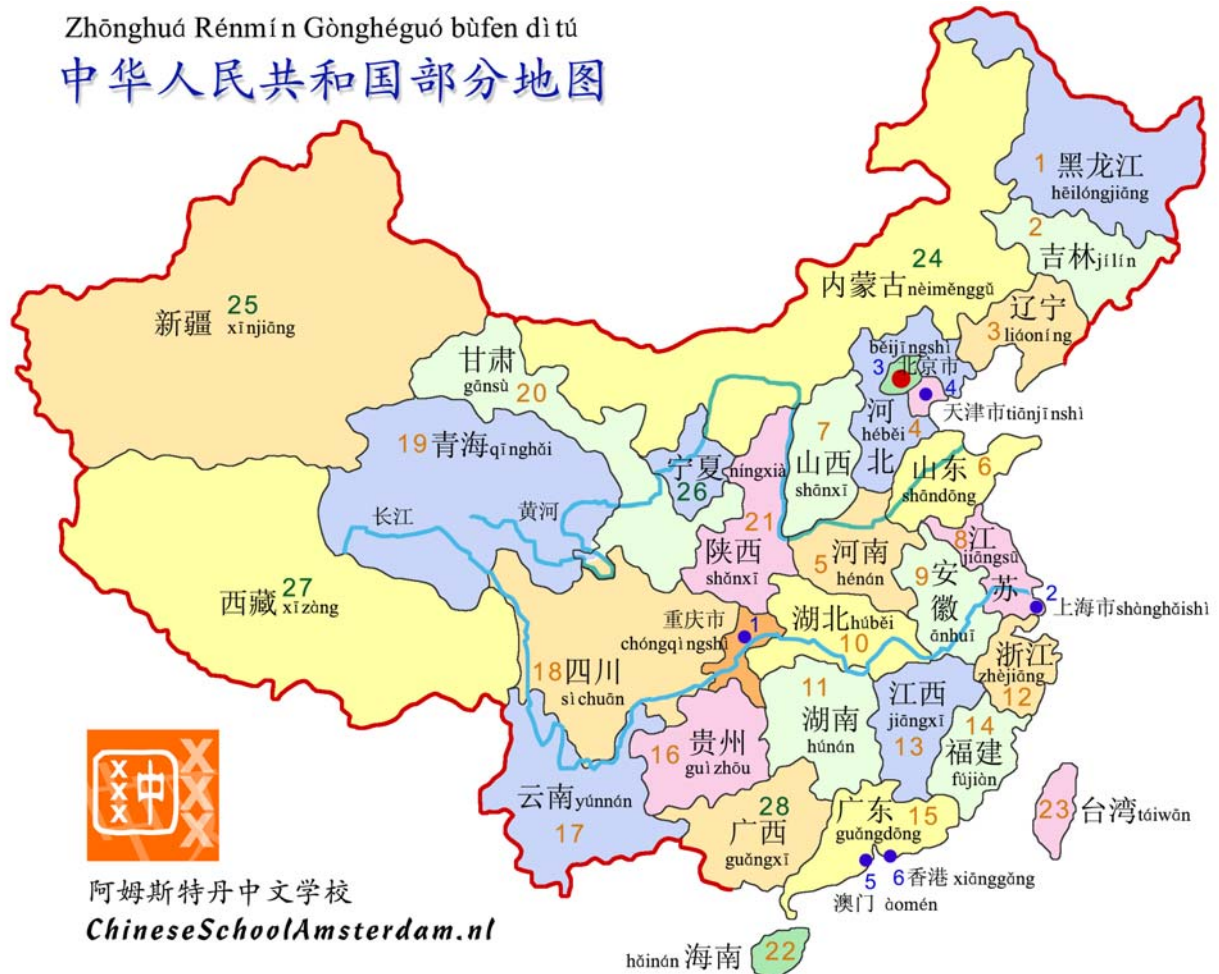 Zhōnghuá Rénmín Gònghéguó bùfen dìtú
中华人民共和国部分地图
1 黑龙江
hēilóngjiāng
2
吉林 jílín
24
内蒙古 nèiměnggǔ
辽宁
3 liáoníng
25
新疆 xīnjiāng
běijīngshì
3 北京市
4
天津市 tiānjīnshì
甘肃
gānsù
20
河
héběi 4
北
19 青海 qīnghǎi
7
山西
shānxī
山东 6
shāndōng
宁夏 níngxià
26
长江
黄河
21
陕西
shǎnxī
5 河南
hénán
8 江
jiāngsū
苏
9 安
徽
ānhuī
2
上海市 shànghǎishì
27
西藏 xīzàng
重庆市 1
chóngqìngshì
湖北 húběi
10
浙江
zhèjiāng
12
18 四川
sìchuān
11
湖南
húnán
江西
jiāngxī
13
14
福建
fújiàn
16 贵州
guìzhōu
云南 yúnnán
17
28
广西
guǎngxī
广东 15
guǎngdōng
23 台湾 táiwān
5
澳门 àomén
6 香港 xiānggǎng
hǎinán 海南 22
X
X
X
中
X
X
X
阿姆斯特丹中文学校
ChineseSchoolAmsterdam.nl